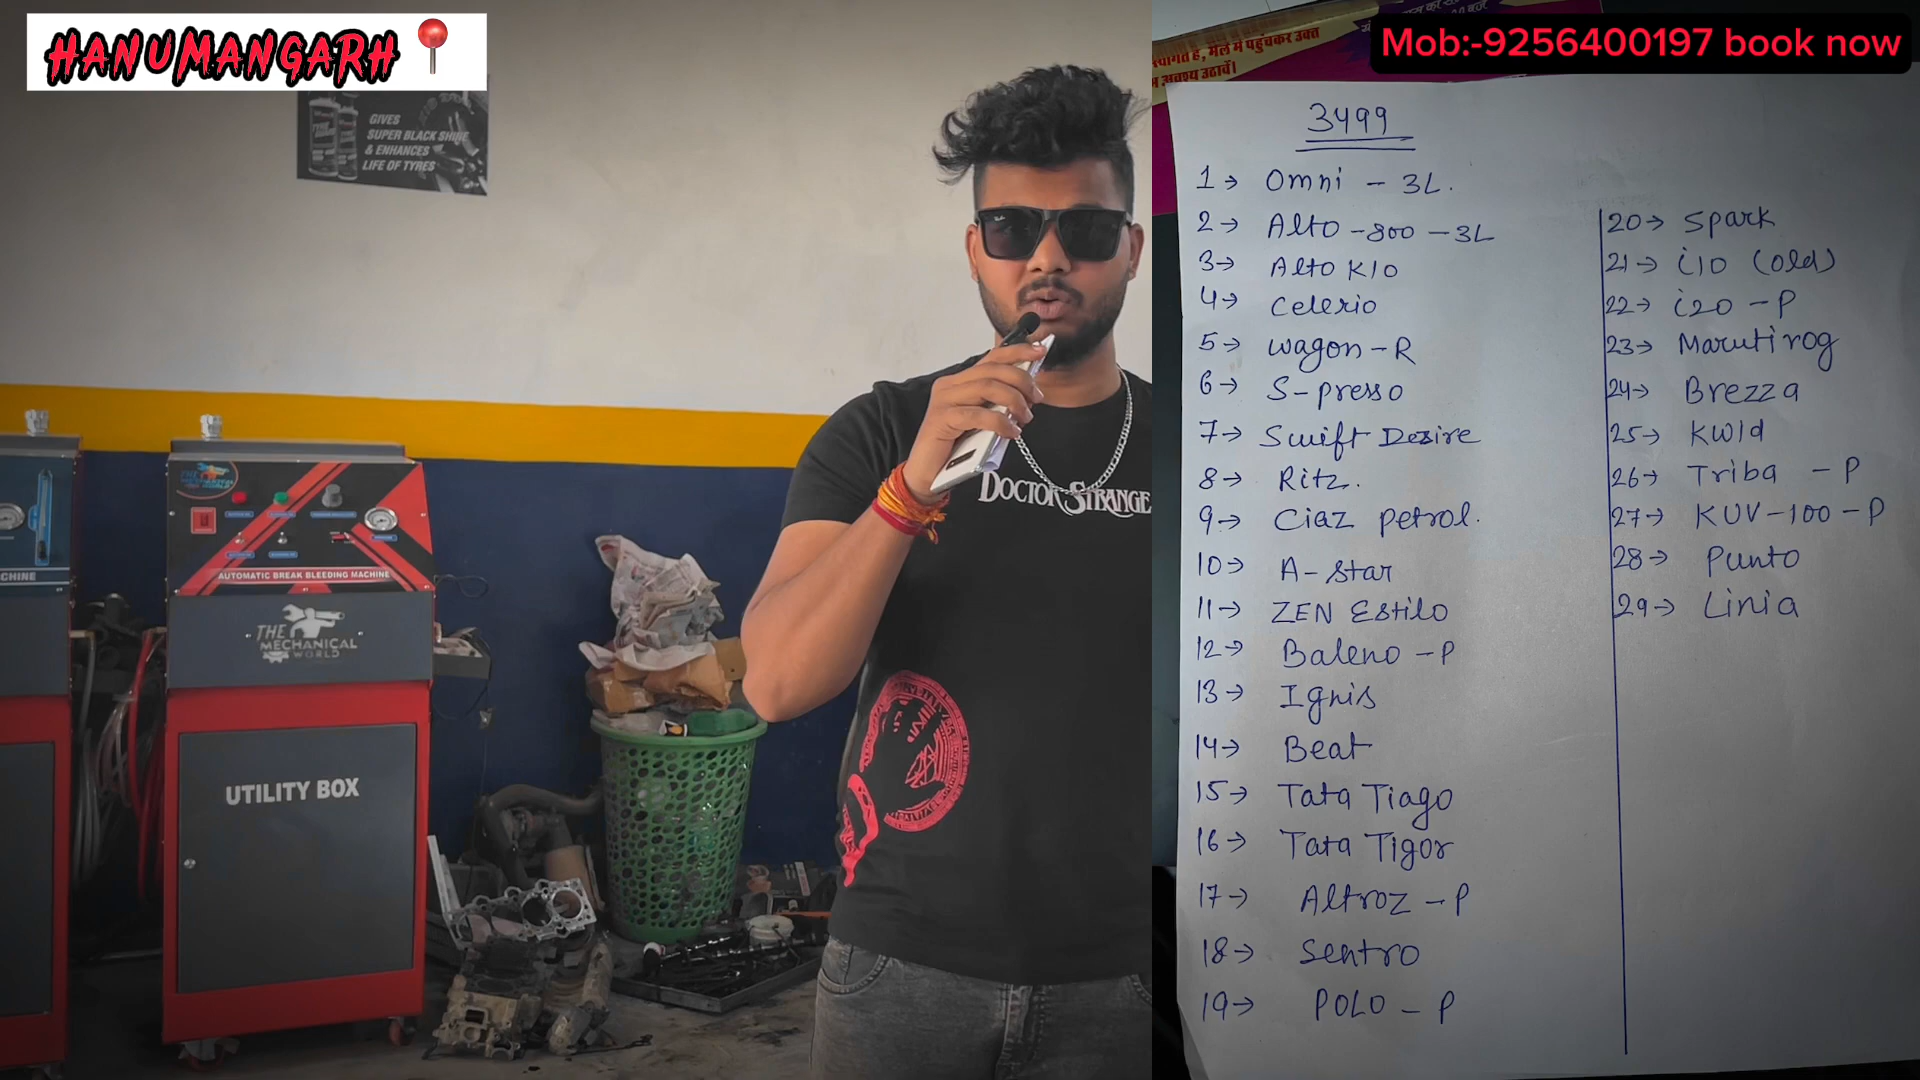 HANUMANGARH
GIVES
SUPER BLACK SHINE
& ENHANCES
LIFE OF TYRES
CHINE
AUTOMATIC BREAK BLEEDING MACHINE
THE
MECHANICAL
WORLD
UTILITY BOX
DOCTOR STRANGE
Mob:-9256400197 book now
3499
1→ Omni - 3L.
2→ Alto -800 -3L
3→ Alto K10
4→ Celerio
5→ Wagon-R
6→ S-presso
7→ Swift Dezire
8→ Ritz.
9→ Ciaz petrol.
10→ A-Star
11→ ZEN Estilo
12→ Baleno -P
13→ Ignis
14→ Beat
15→ Tata Tiago
16→ Tata Tigor
17→ Altroz -P
18→ Sentro
19→ POLO - P
20→ Spark
21→ i10 (old)
22→ i20 -P
23→ Marutirog
24→ Brezza
25→ KWId
26→ Triba - P
27→ KUV-100-P
28→ Punto
29→ Linia